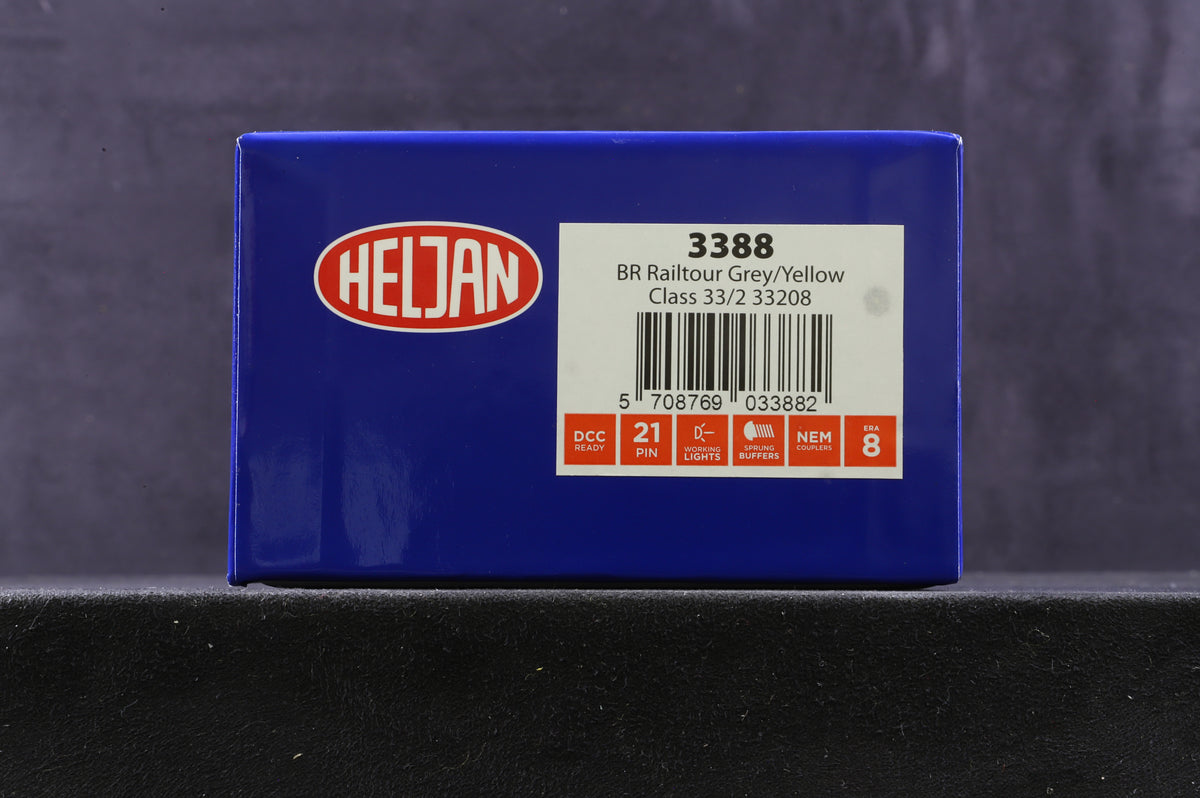 HELJAN
3388
BR Railtour Grey/Yellow
Class 33/2 33208
5 708769 033882
DCC
READY
21
PIN
WORKING
LIGHTS
SPRUNG
BUFFERS
NEM
COUPLERS
ERA
8